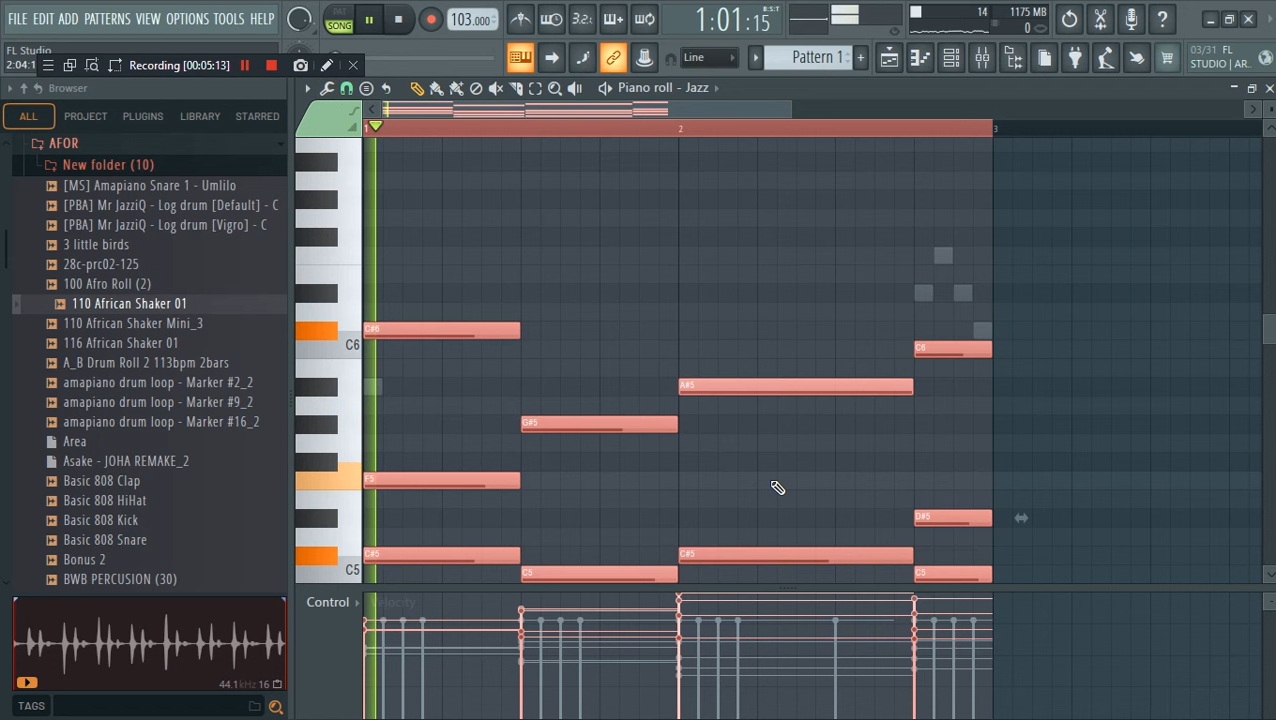 FILE EDIT ADD PATTERNS VIEW OPTIONS TOOLS HELP
PAT
SONG
103.000
3.2.
1:01:15
B:S:T
14
1175 MB
0
FL Studio
2:04:1
Recording [00:05:13]
Line
Pattern 1
03/31 FL
STUDIO | AR..
Browser
Piano roll - Jazz
ALL
PROJECT
PLUGINS
LIBRARY
STARRED
AFOR
New folder (10)
[MS] Amapiano Snare 1 - Umlilo
[PBA] Mr JazziQ - Log drum [Default] - C
[PBA] Mr JazziQ - Log drum [Vigro] - C
3 little birds
28c-prc02-125
100 Afro Roll (2)
110 African Shaker 01
110 African Shaker Mini_3
116 African Shaker 01
A_B Drum Roll 2 113bpm 2bars
amapiano drum loop - Marker #2_2
amapiano drum loop - Marker #9_2
amapiano drum loop - Marker #16_2
Area
Asake - JOHA REMAKE_2
Basic 808 Clap
Basic 808 HiHat
Basic 808 Kick
Basic 808 Snare
Bonus 2
BWB PERCUSION (30)
44.1kHz 16
TAGS
1
2
3
C#6
C6
C6
A#5
G#5
F5
D#5
C#5
C#5
C5
C5
C5
Control
Velocity